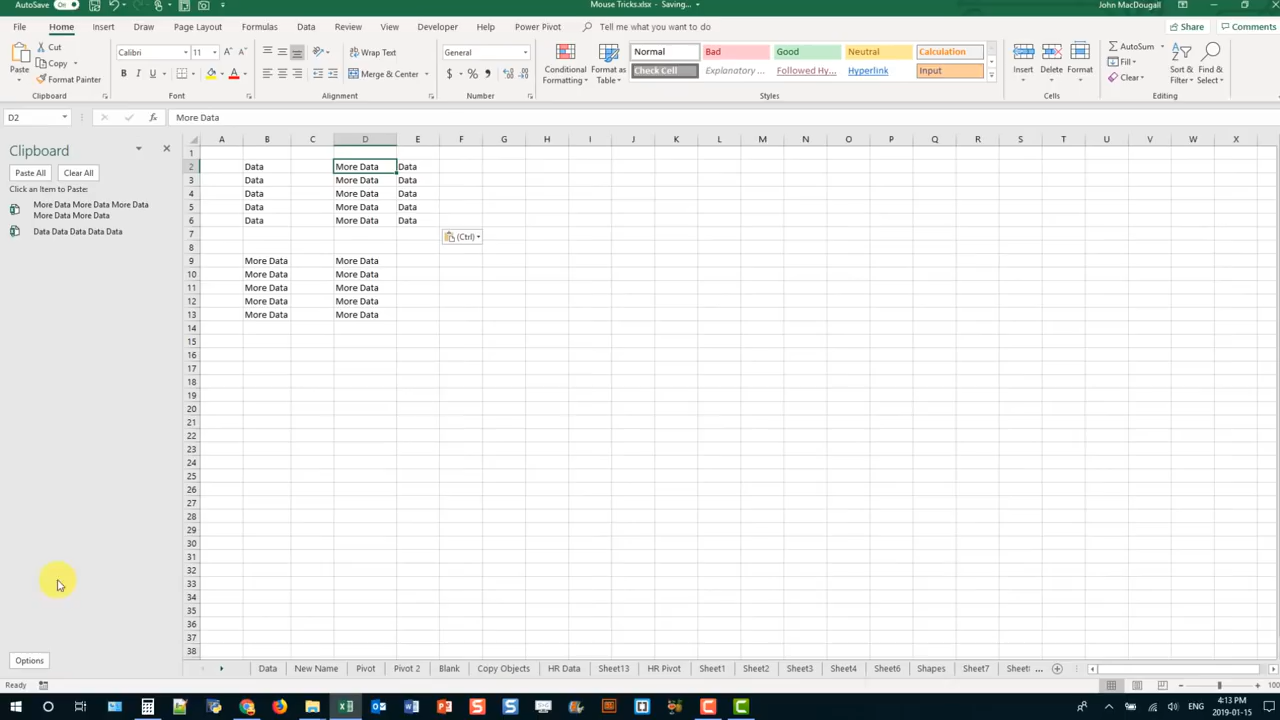 AutoSave On Mouse Tricks.xlsx - Saving... John MacDougall
File Home Insert Draw Page Layout Formulas Data Review View Developer Help Power Pivot Tell me what you want to do Share Comments
Cut
Copy
Format Painter
Paste
Clipboard
Calibri 11 A A
B I U
Font
Wrap Text
Merge & Center
Alignment
General
$ % ,
Number
Conditional Formatting
Format as Table
Normal Bad Good Neutral Calculation
Check Cell Explanatory ... Followed Hy... Hyperlink Input
Styles
Insert Delete Format
Cells
AutoSum
Fill
Clear
Sort & Filter
Find & Select
Editing
D2 fx More Data
Clipboard
Paste All Clear All
Click an Item to Paste:
More Data More Data More Data
More Data More Data
Data Data Data Data Data
Options
A B C D E F G H I J K L M N O P Q R S T U V W X
1
2 Data More Data Data
3 Data More Data Data
4 Data More Data Data
5 Data More Data Data
6 Data More Data Data
7 (Ctrl)
8
9 More Data More Data
10 More Data More Data
11 More Data More Data
12 More Data More Data
13 More Data More Data
14
15
16
17
18
19
20
21
22
23
24
25
26
27
28
29
30
31
32
33
34
35
36
37
38
Data New Name Pivot Pivot 2 Blank Copy Objects HR Data Sheet13 HR Pivot Sheet1 Sheet2 Sheet3 Sheet4 Sheet6 Shapes Sheet7 Sheet ...
Ready 100
ENG 4:13 PM
2019-01-15